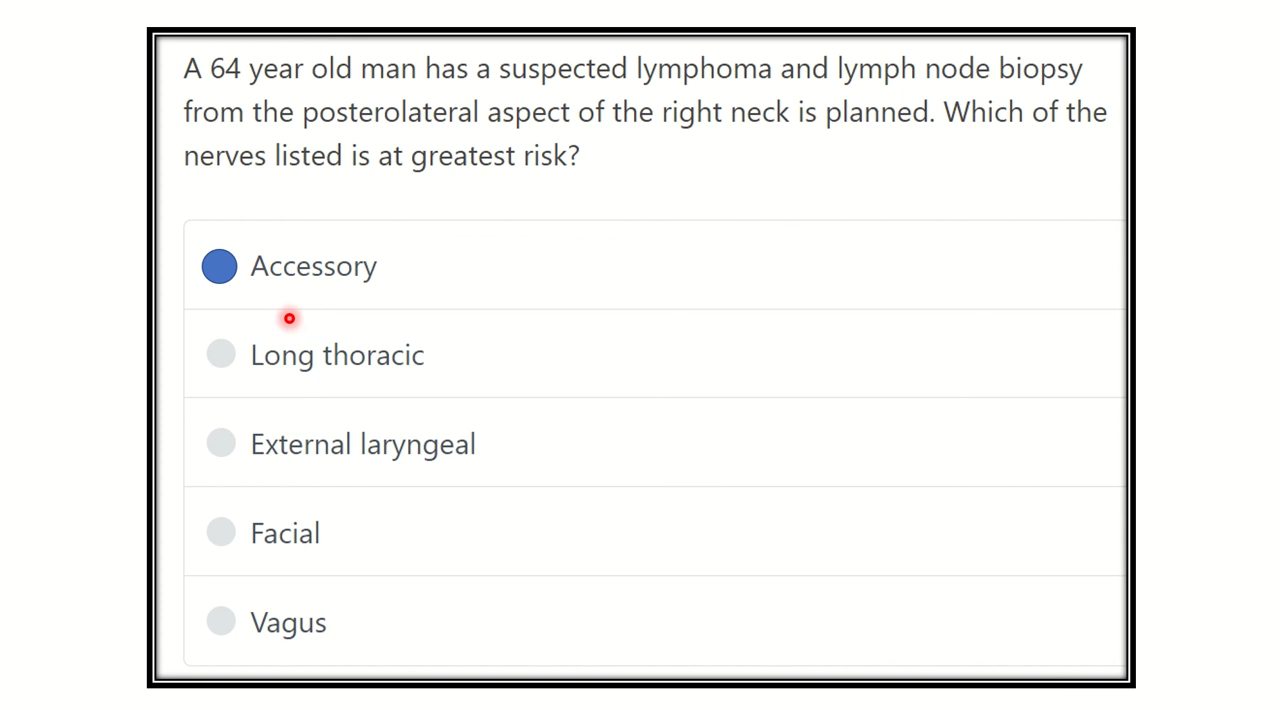 A 64 year old man has a suspected lymphoma and lymph node biopsy
from the posterolateral aspect of the right neck is planned. Which of the
nerves listed is at greatest risk?
Accessory
Long thoracic
External laryngeal
Facial
Vagus